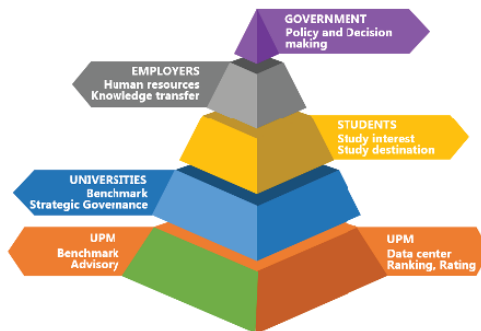 GOVERNMENT
Policy and Decision
making
EMPLOYERS
Human resources
Knowledge transfer
STUDENTS
Study interest
Study destination
UNIVERSITIES
Benchmark
Strategic Governance
UPM
Benchmark
Advisory
UPM
Data center
Ranking, Rating